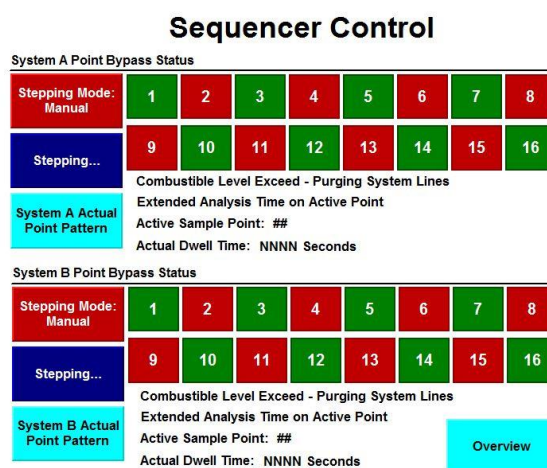 Sequencer Control
System A Point Bypass Status
Stepping Mode:
Manual
1 2 3 4 5 6 7 8
Stepping...
9 10 11 12 13 14 15 16
Combustible Level Exceed - Purging System Lines
Extended Analysis Time on Active Point
System A Actual
Point Pattern
Active Sample Point: ##
Actual Dwell Time: NNNN Seconds
System B Point Bypass Status
Stepping Mode:
Manual
1 2 3 4 5 6 7 8
Stepping...
9 10 11 12 13 14 15 16
Combustible Level Exceed - Purging System Lines
Extended Analysis Time on Active Point
System B Actual
Point Pattern
Active Sample Point: ##
Actual Dwell Time: NNNN Seconds
Overview